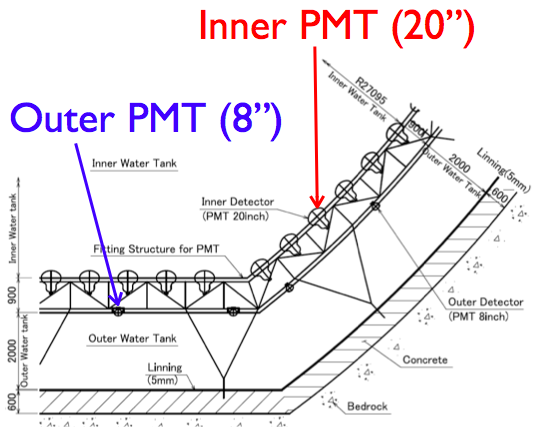 Inner PMT (20”)
Outer PMT (8”)
R27095
Inner Water Tank
900
Outer Water Tank
2000
Linning(5mm)
600
Inner Water Tank
Inner Detector
(PMT 20inch)
Fitting Structure for PMT
Inner Water tank
900
Outer Water Tank
2000
Outer Water tank
Linning
(5mm)
600
Outer Detector
(PMT 8inch)
Concrete
Bedrock